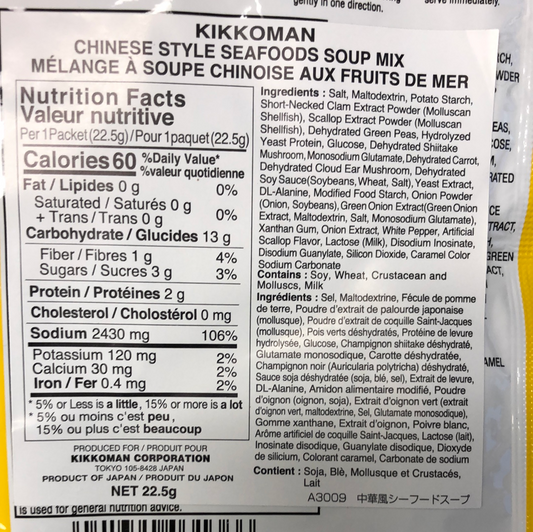 gently in one direction.
serve immediately.
KIKKOMAN
CHINESE STYLE SEAFOODS SOUP MIX
MÉLANGE À SOUPE CHINOISE AUX FRUITS DE MER
Nutrition Facts
Valeur nutritive
Per 1 Packet (22.5g)/Pour 1 paquet (22.5g)
Calories 60 %Daily Value*
%valeur quotidienne
Fat / Lipides 0 g 0%
Saturated / Saturés 0 g
+ Trans / Trans 0 g 0%
Carbohydrate / Glucides 13 g
Fiber / Fibres 1 g 4%
Sugars / Sucres 3 g 3%
Protein / Protéines 2 g
Cholesterol / Cholostérol 0 mg
Sodium 2430 mg 106%
Potassium 120 mg 2%
Calcium 30 mg 2%
Iron / Fer 0.4 mg 2%
* 5% or Less is a little, 15% or more is a lot
* 5% ou moins c'est peu,
15% ou plus c'est beaucoup
PRODUCED FOR / PRODUIT POUR
KIKKOMAN CORPORATION
TOKYO 105-8428 JAPAN
PRODUCT OF JAPAN / PRODUIT DU JAPON
NET 22.5g
is used for general nutrition advice.
Ingredients : Salt, Maltodextrin, Potato Starch,
Short-Necked Clam Extract Powder (Molluscan
Shellfish), Scallop Extract Powder (Molluscan
Shellfish), Dehydrated Green Peas, Hydrolyzed
Yeast Protein, Glucose, Dehydrated Shiitake
Mushroom, Monosodium Glutamate, Dehydrated Carrot,
Dehydrated Cloud Ear Mushroom, Dehydrated
Soy Sauce(Soybeans, Wheat, Salt), Yeast Extract,
DL-Alanine, Modified Food Starch, Onion Powder
(Onion, Soybeans), Green Onion Extract(Green Onion
Extract, Maltodextrin, Salt, Monosodium Glutamate),
Xanthan Gum, Onion Extract, White Pepper, Artificial
Scallop Flavor, Lactose (Milk), Disodium Inosinate,
Disodium Guanylate, Silicon Dioxide, Caramel Color
Sodium Carbonate
Contains : Soy, Wheat, Crustacean and
Molluscs, Milk
Ingrédients : Sel, Maltodextrine, Fécule de pomme
de terre, Poudre d'extrait de palourde japonaise
(mollusque), Poudre d'extrait de coquille Saint-Jacques
(mollusque), Pois verts déshydratés, Protéine de levure
hydrolysée, Glucose, Champignon shiitake déshydraté,
Glutamate monosodique, Carotte déshydratée,
Champignon noir (Auricularia polytricha) déshydraté,
Sauce soja déshydratée (soja, blé, sel), Extrait de levure,
DL-Alanine, Amidon alimentaire modifié, Poudre
d'oignon (oignon, soja), Extrait d'oignon vert (extrait
d'oignon vert, maltodextrine, Sel, Glutamate monosodique),
Gomme xanthane, Extrait d'oignon, Poivre blanc,
Arôme artificiel de coquille Saint-Jacques, Lactose (lait),
Inosinate disodique, Guanylate disodique, Dioxyde
de silicium, Colorant caramel, Carbonate de sodium
Contient : Soja, Blè, Mollusque et Crustacés,
Lait
A3009 中華風シーフードスープ